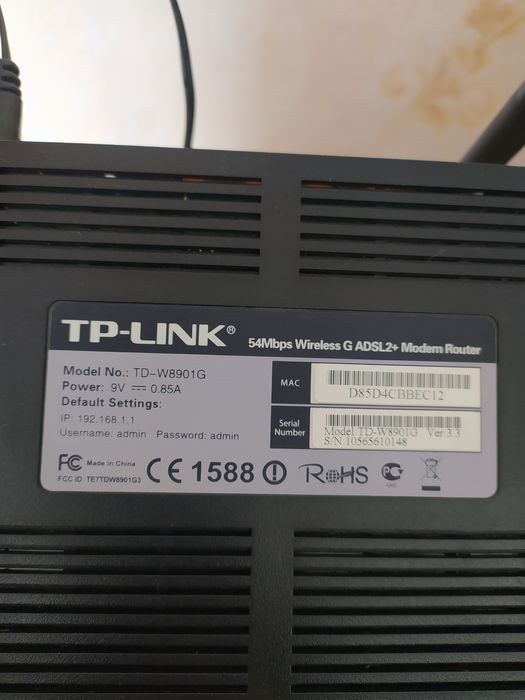 TP-LINK® 54Mbps Wireless G ADSL2+ Modem Router
Model No.: TD-W8901G
Power: 9V ⎓ 0.85A
Default Settings:
IP: 192.168.1.1
Username: admin Password: admin
MAC
D85D4CBBEC12
Serial Number
Model: TD-W8901G Ver:3.3
S/N 10565610148
FC Made in China
FCC ID: TE7TDW8901G3
CE 1588
RoHS